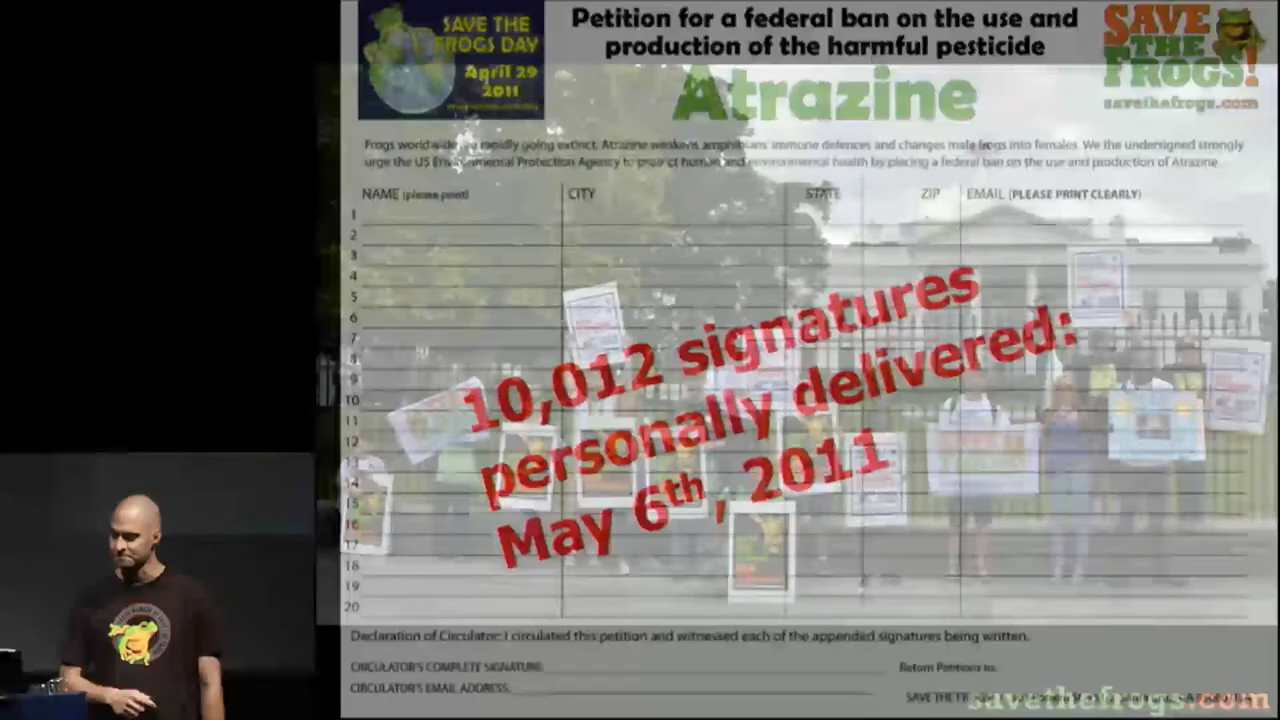 SAVE THE
FROGS DAY
April 29
2011
Petition for a federal ban on the use and
production of the harmful pesticide
Atrazine
SAVE
THE
FROGS!
savethefrogs.com
Frogs worldwide rapidly going extinct. Atrazine weakens amphibians immune defences and changes male frogs into females. We the undersigned strongly
urge the US Environmental Protection Agency to protect human and environmental health by placing a federal ban on the use and production of Atrazine.
NAME (please print) CITY STATE ZIP EMAIL (PLEASE PRINT CLEARLY)
1
2
3
4
5
6
7
8
9
10
11
12
13
14
15
16
17
18
19
20
10,012 signatures
personally delivered:
May 6th, 2011
Declaration of Circulator: I circulated this petition and witnessed each of the appended signatures being written.
CIRCULATOR'S COMPLETE SIGNATURE:
Return Petitions to:
CIRCULATOR'S EMAIL ADDRESS:
SAVE THE
savethefrogs.com